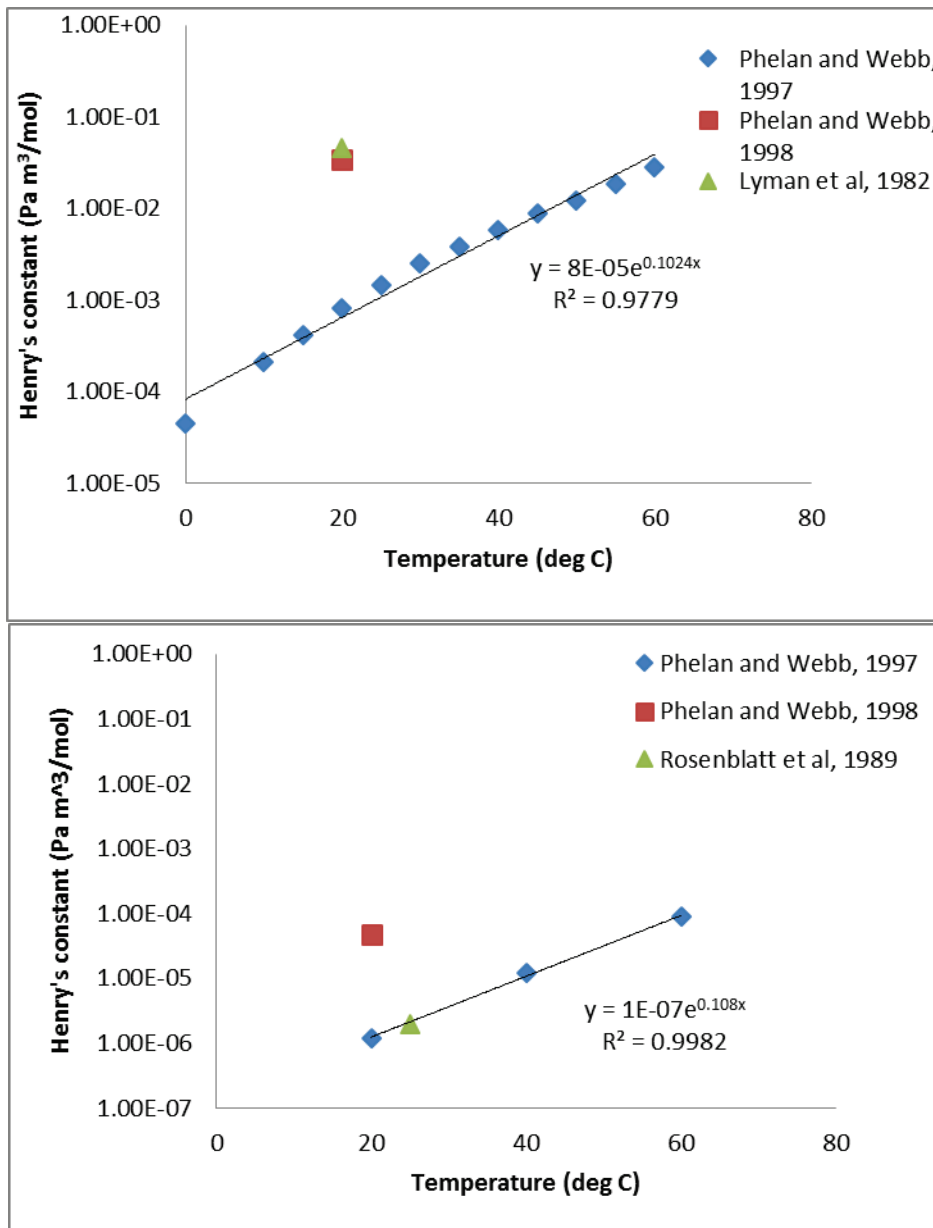 1.00E+00
1.00E-01
1.00E-02
1.00E-03
1.00E-04
1.00E-05
Henry's constant (Pa m³/mol)
0 20 40 60 80
Temperature (deg C)
Phelan and Webb,
1997
Phelan and Webb,
1998
Lyman et al, 1982
y = 8E-05e^0.1024x
R² = 0.9779
1.00E+00
1.00E-01
1.00E-02
1.00E-03
1.00E-04
1.00E-05
1.00E-06
1.00E-07
Henry's constant (Pa m^3/mol)
0 20 40 60 80
Temperature (deg C)
Phelan and Webb, 1997
Phelan and Webb, 1998
Rosenblatt et al, 1989
y = 1E-07e^0.108x
R² = 0.9982